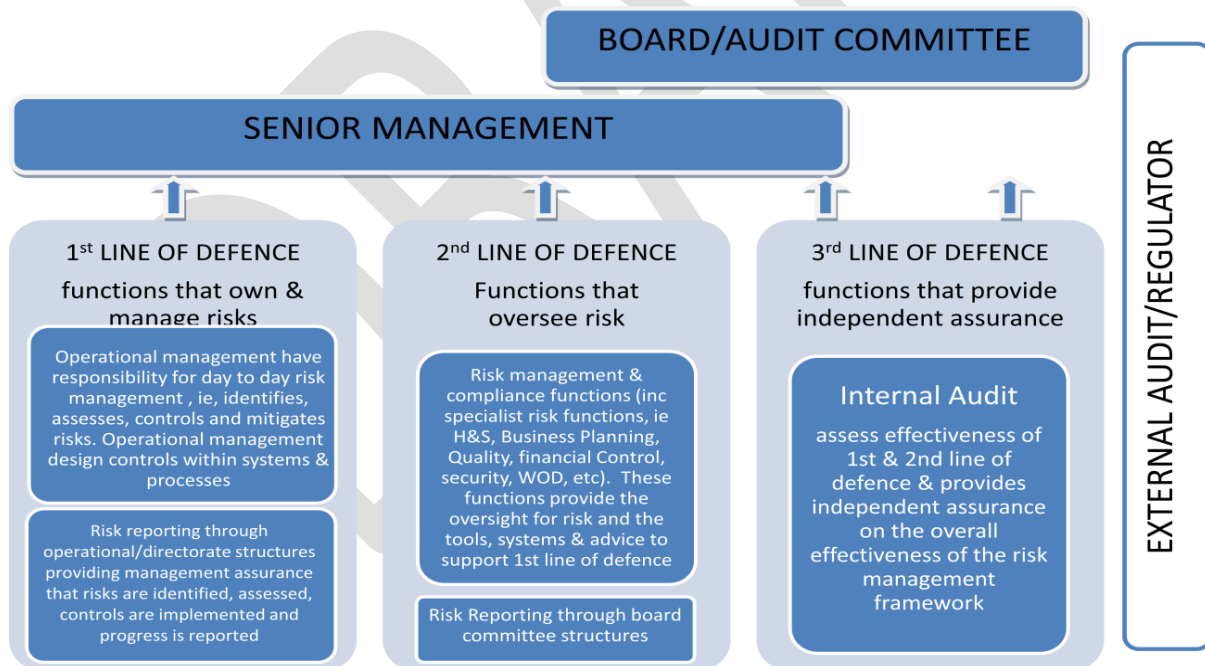 BOARD/AUDIT COMMITTEE
SENIOR MANAGEMENT
1st LINE OF DEFENCE
functions that own &
manage risks
Operational management have
responsibility for day to day risk
management , ie, identifies,
assesses, controls and mitigates
risks. Operational management
design controls within systems &
processes
Risk reporting through
operational/directorate structures
providing management assurance
that risks are identified, assessed,
controls are implemented and
progress is reported
2nd LINE OF DEFENCE
Functions that
oversee risk
Risk management &
compliance functions (inc
specialist risk functions, ie
H&S, Business Planning,
Quality, financial Control,
security, WOD, etc). These
functions provide the
oversight for risk and the
tools, systems & advice to
support 1st line of defence
Risk Reporting through board
committee structures
3rd LINE OF DEFENCE
functions that provide
independent assurance
Internal Audit
assess effectiveness of
1st & 2nd line of
defence & provides
independent assurance
on the overall
effectiveness of the risk
management
framework
EXTERNAL AUDIT/REGULATOR